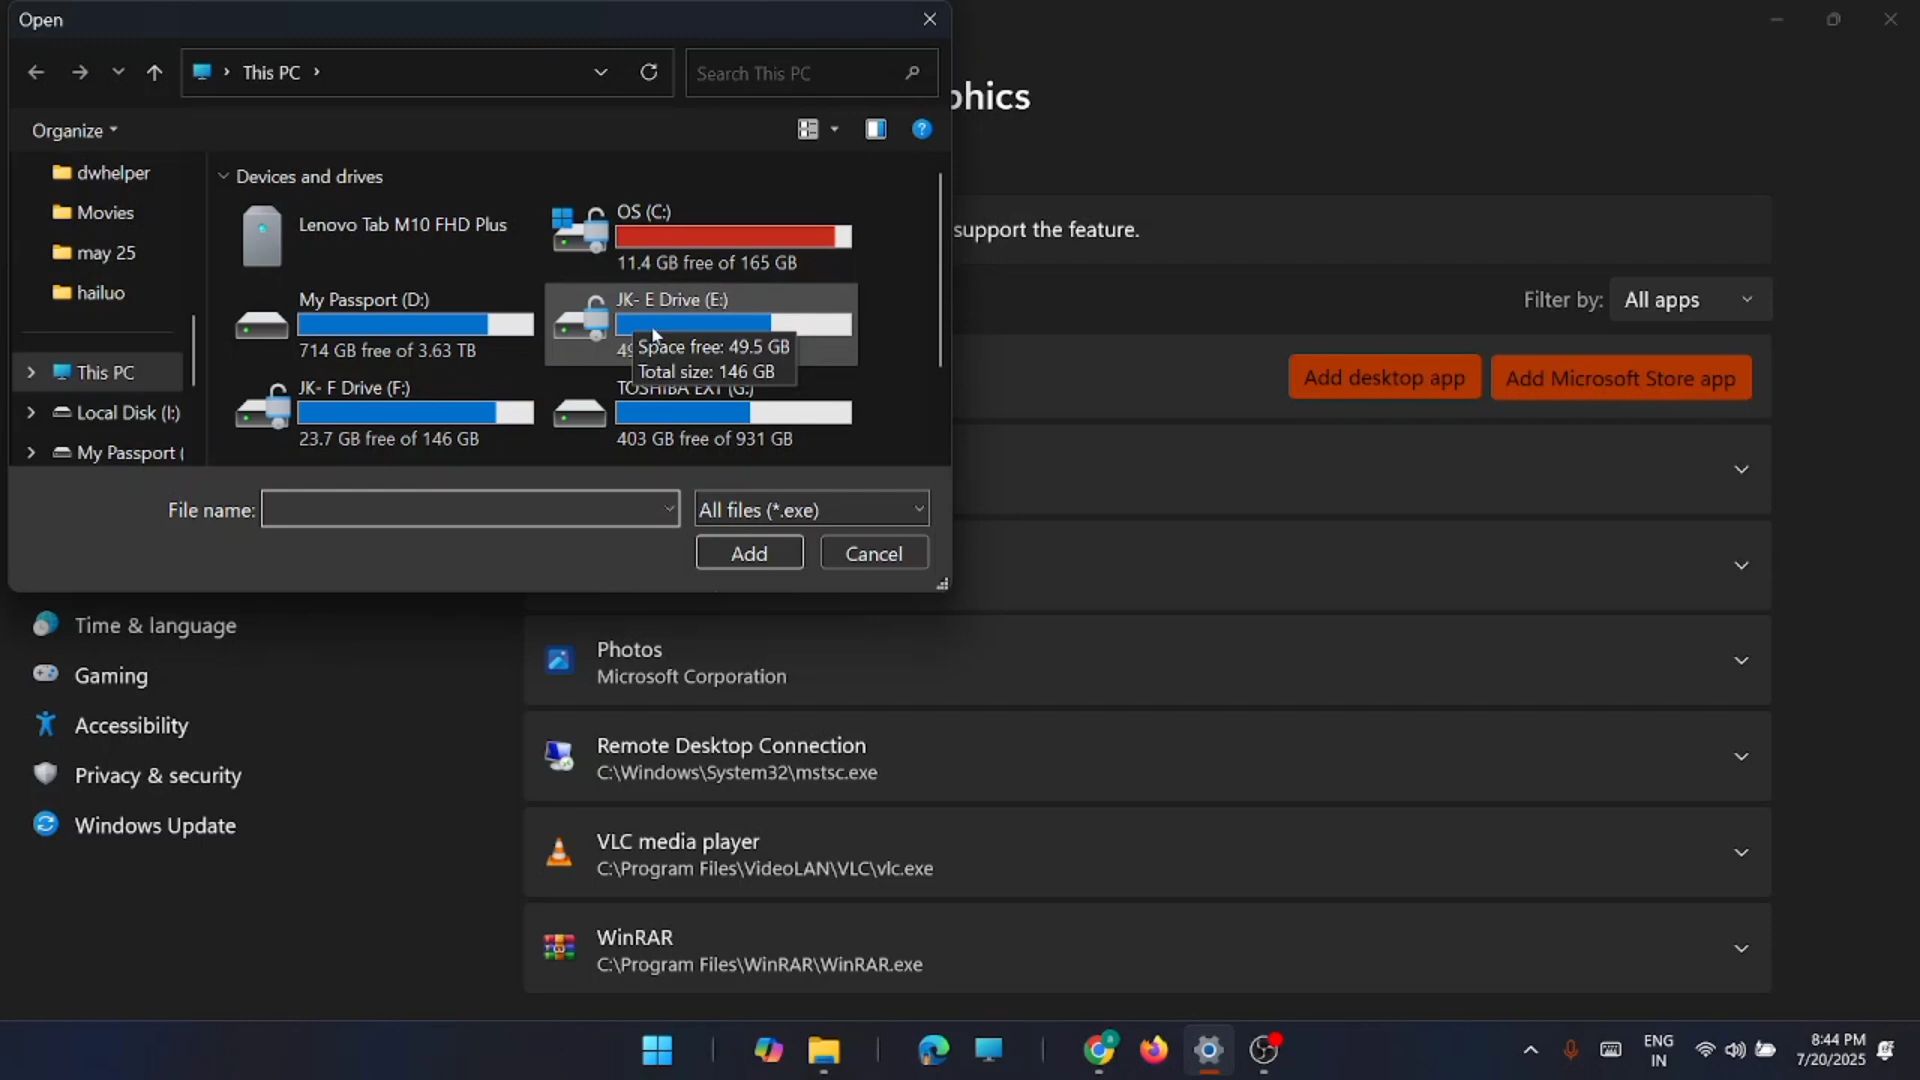 Open
This PC
Search This PC
Organize
dwhelper
Movies
may 25
hailuo
This PC
Local Disk (I:)
My Passport (
Devices and drives
Lenovo Tab M10 FHD Plus
OS (C:)
11.4 GB free of 165 GB
My Passport (D:)
714 GB free of 3.63 TB
JK- E Drive (E:)
49
Space free: 49.5 GB
Total size: 146 GB
JK- F Drive (F:)
23.7 GB free of 146 GB
TOSHIBA EXT (G:)
403 GB free of 931 GB
File name:
All files (*.exe)
Add
Cancel
phics
support the feature.
Filter by:
All apps
Add desktop app
Add Microsoft Store app
Time & language
Gaming
Accessibility
Privacy & security
Windows Update
Photos
Microsoft Corporation
Remote Desktop Connection
C:\Windows\System32\mstsc.exe
VLC media player
C:\Program Files\VideoLAN\VLC\vlc.exe
WinRAR
C:\Program Files\WinRAR\WinRAR.exe
ENG
IN
8:44 PM
7/20/2025